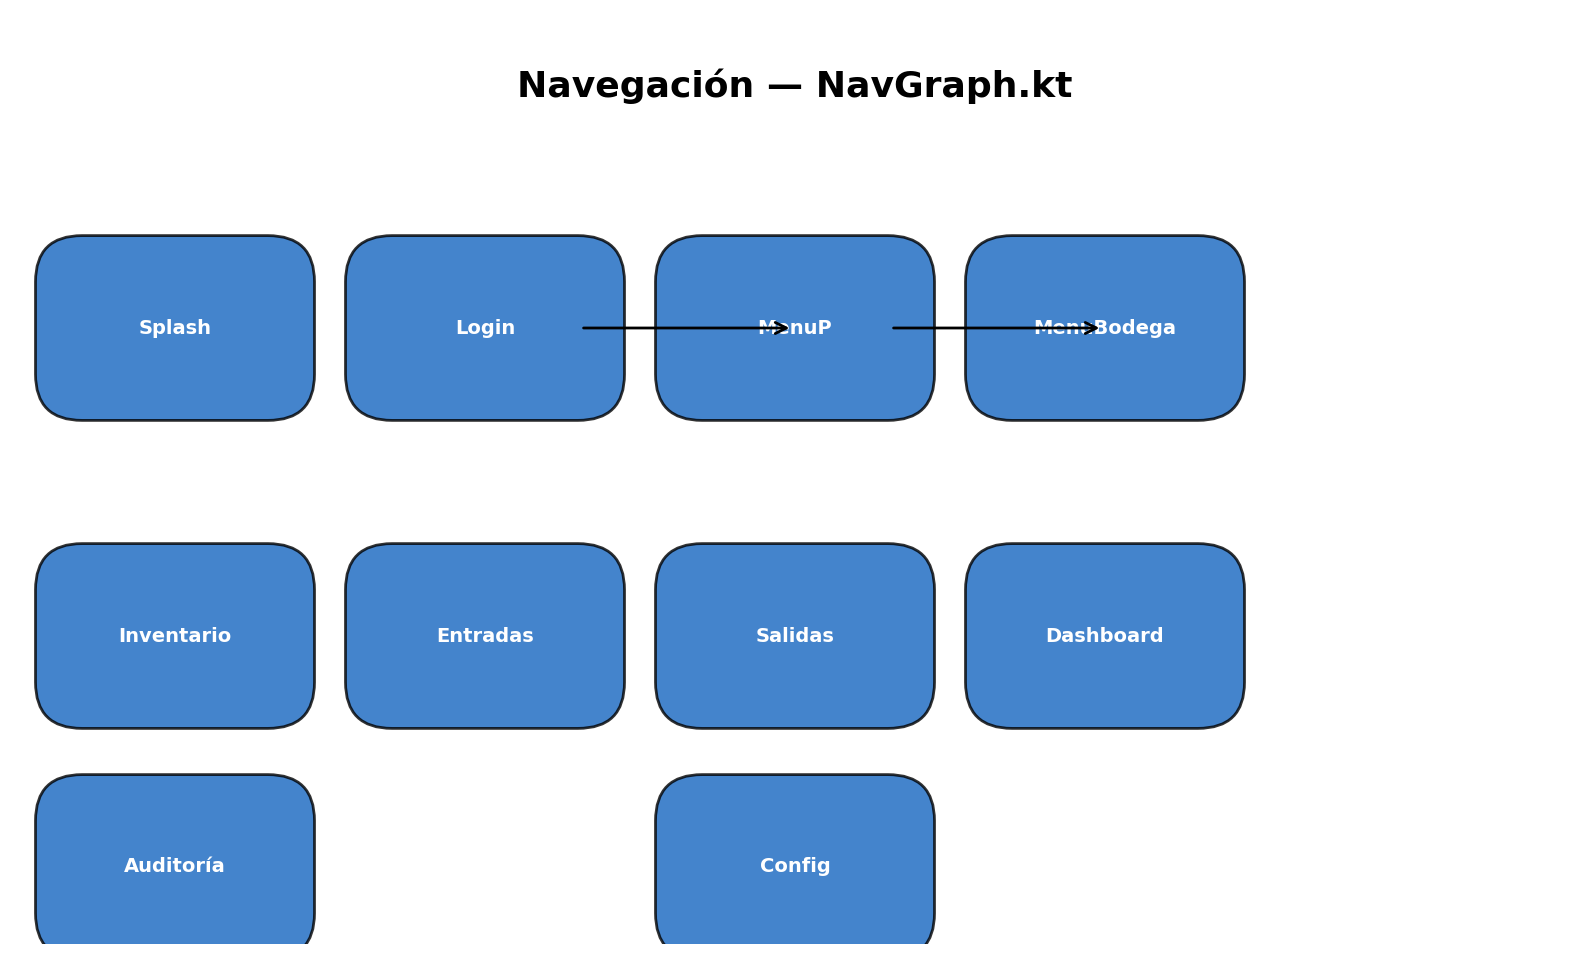 Navegación — NavGraph.kt
Splash
Login
MenuP
MenuBodega
Inventario
Entradas
Salidas
Dashboard
Auditoría
Config